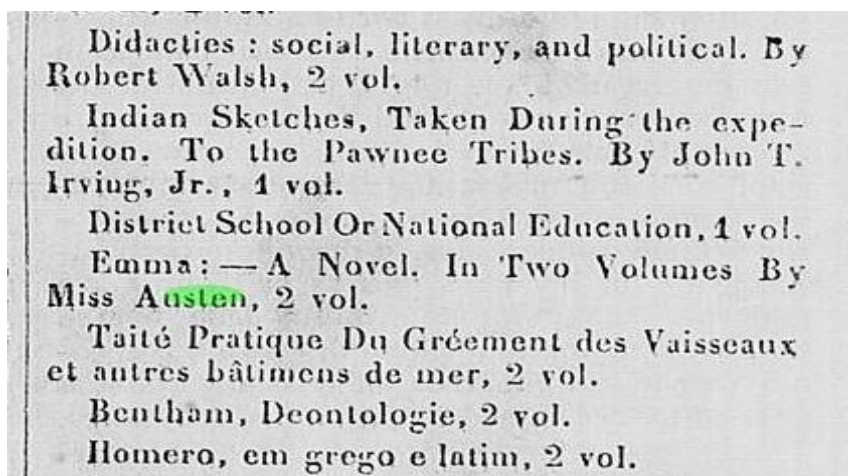 Didacties : social, literary, and political. By
Robert Walsh, 2 vol.
Indian Sketches, Taken During the expe-
dition. To the Pawnee Tribes. By John T.
Irviug, Jr., 1 vol.
District School Or National Education, 1 vol.
Emma : — A Novel. In Two Volumes By
Miss Austen, 2 vol.
Taité Pratique Du Gréement des Vaisseaux
et autres bâtimens de mer, 2 vol.
Bentham, Deontologie, 2 vol.
Homero, em grego e latim, 2 vol.